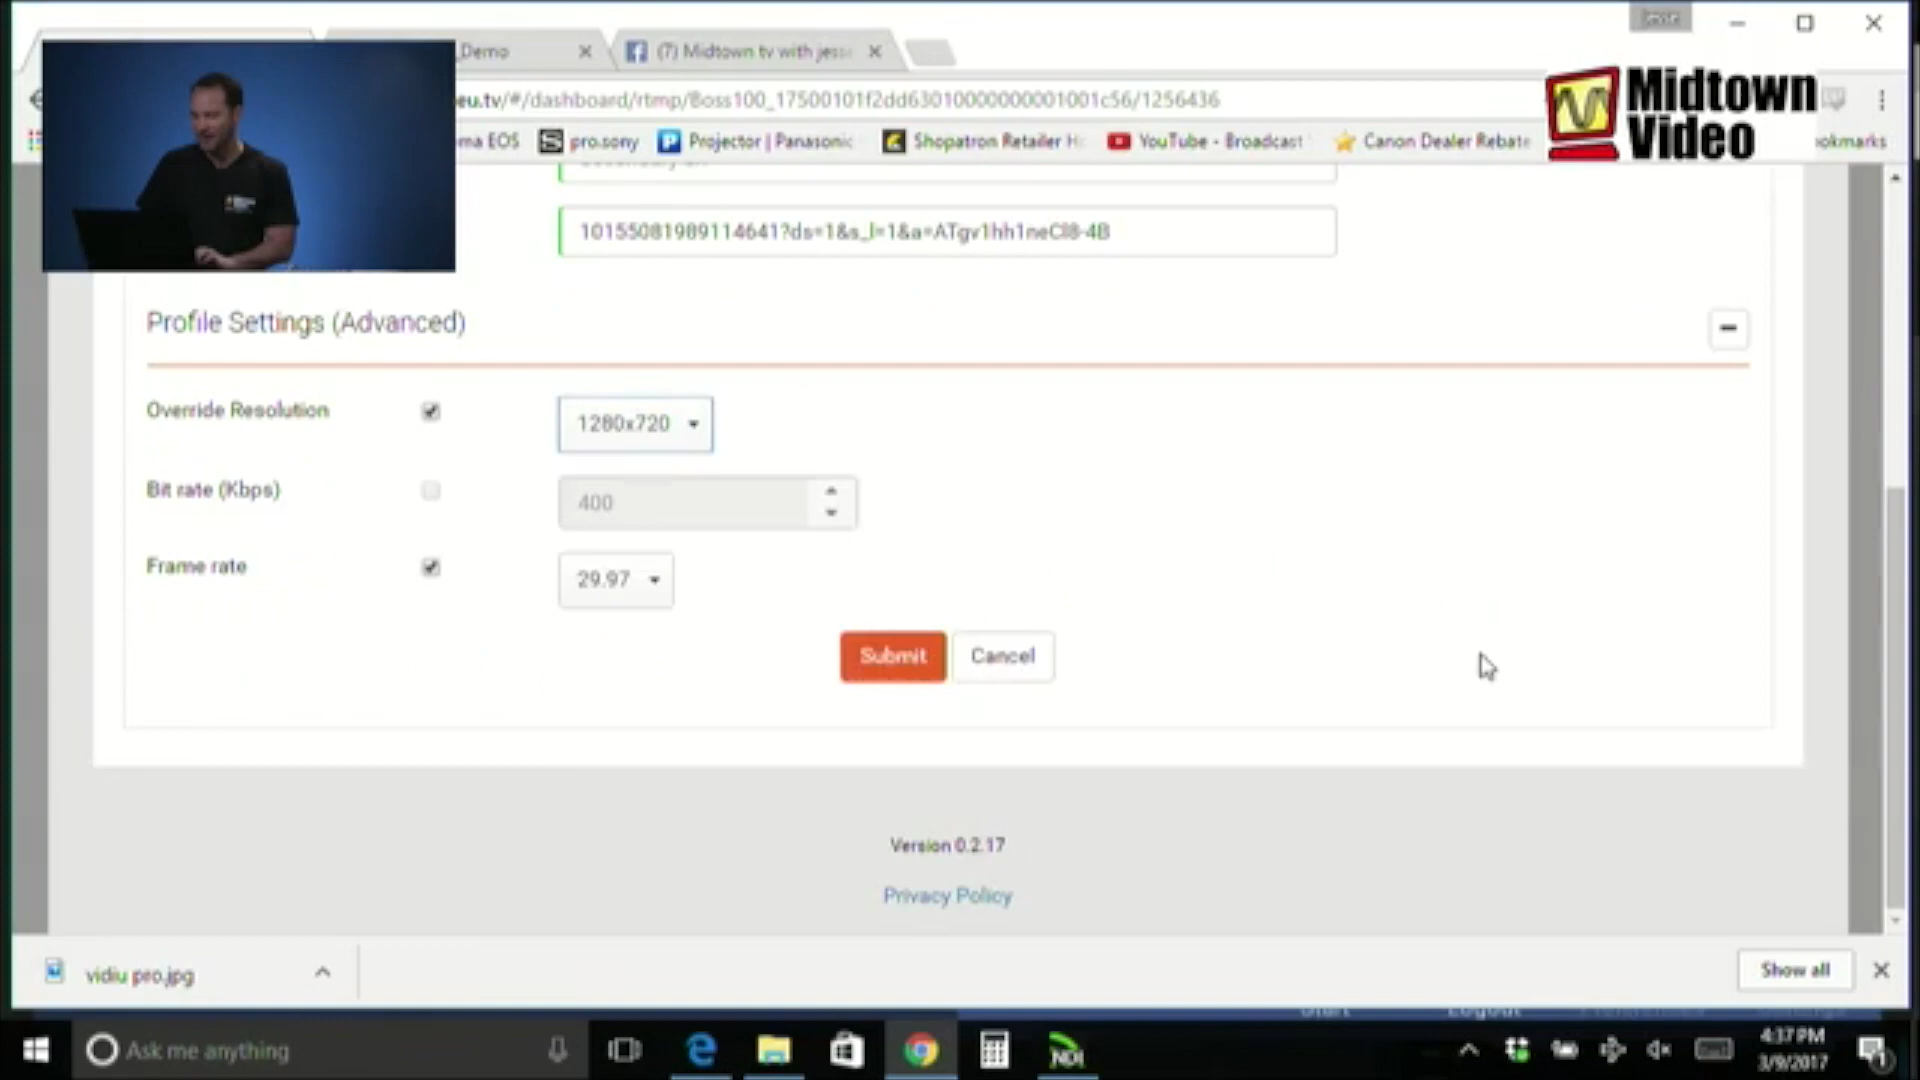 _Demo
(7) Midtown tv with jess
eu.tv/#/dashboard/rtmp/Boss100_17500101f2dd630100000000001001c56/1256436
Midtown
Video
ma EOS
pro.sony
Projector | Panasonic
Shopatron Retailer H
YouTube - Broadcast
Canon Dealer Rebate
okmarks
10155081989114641?ds=1&s_l=1&a=ATgv1hh1neCl8-4B
Profile Settings (Advanced)
Override Resolution
1280x720
Bit rate (Kbps)
400
Frame rate
29.97
Submit
Cancel
Version 0.2.17
Privacy Policy
vidiu pro.jpg
Show all
Ask me anything
NDI
4:37 PM
3/9/2017